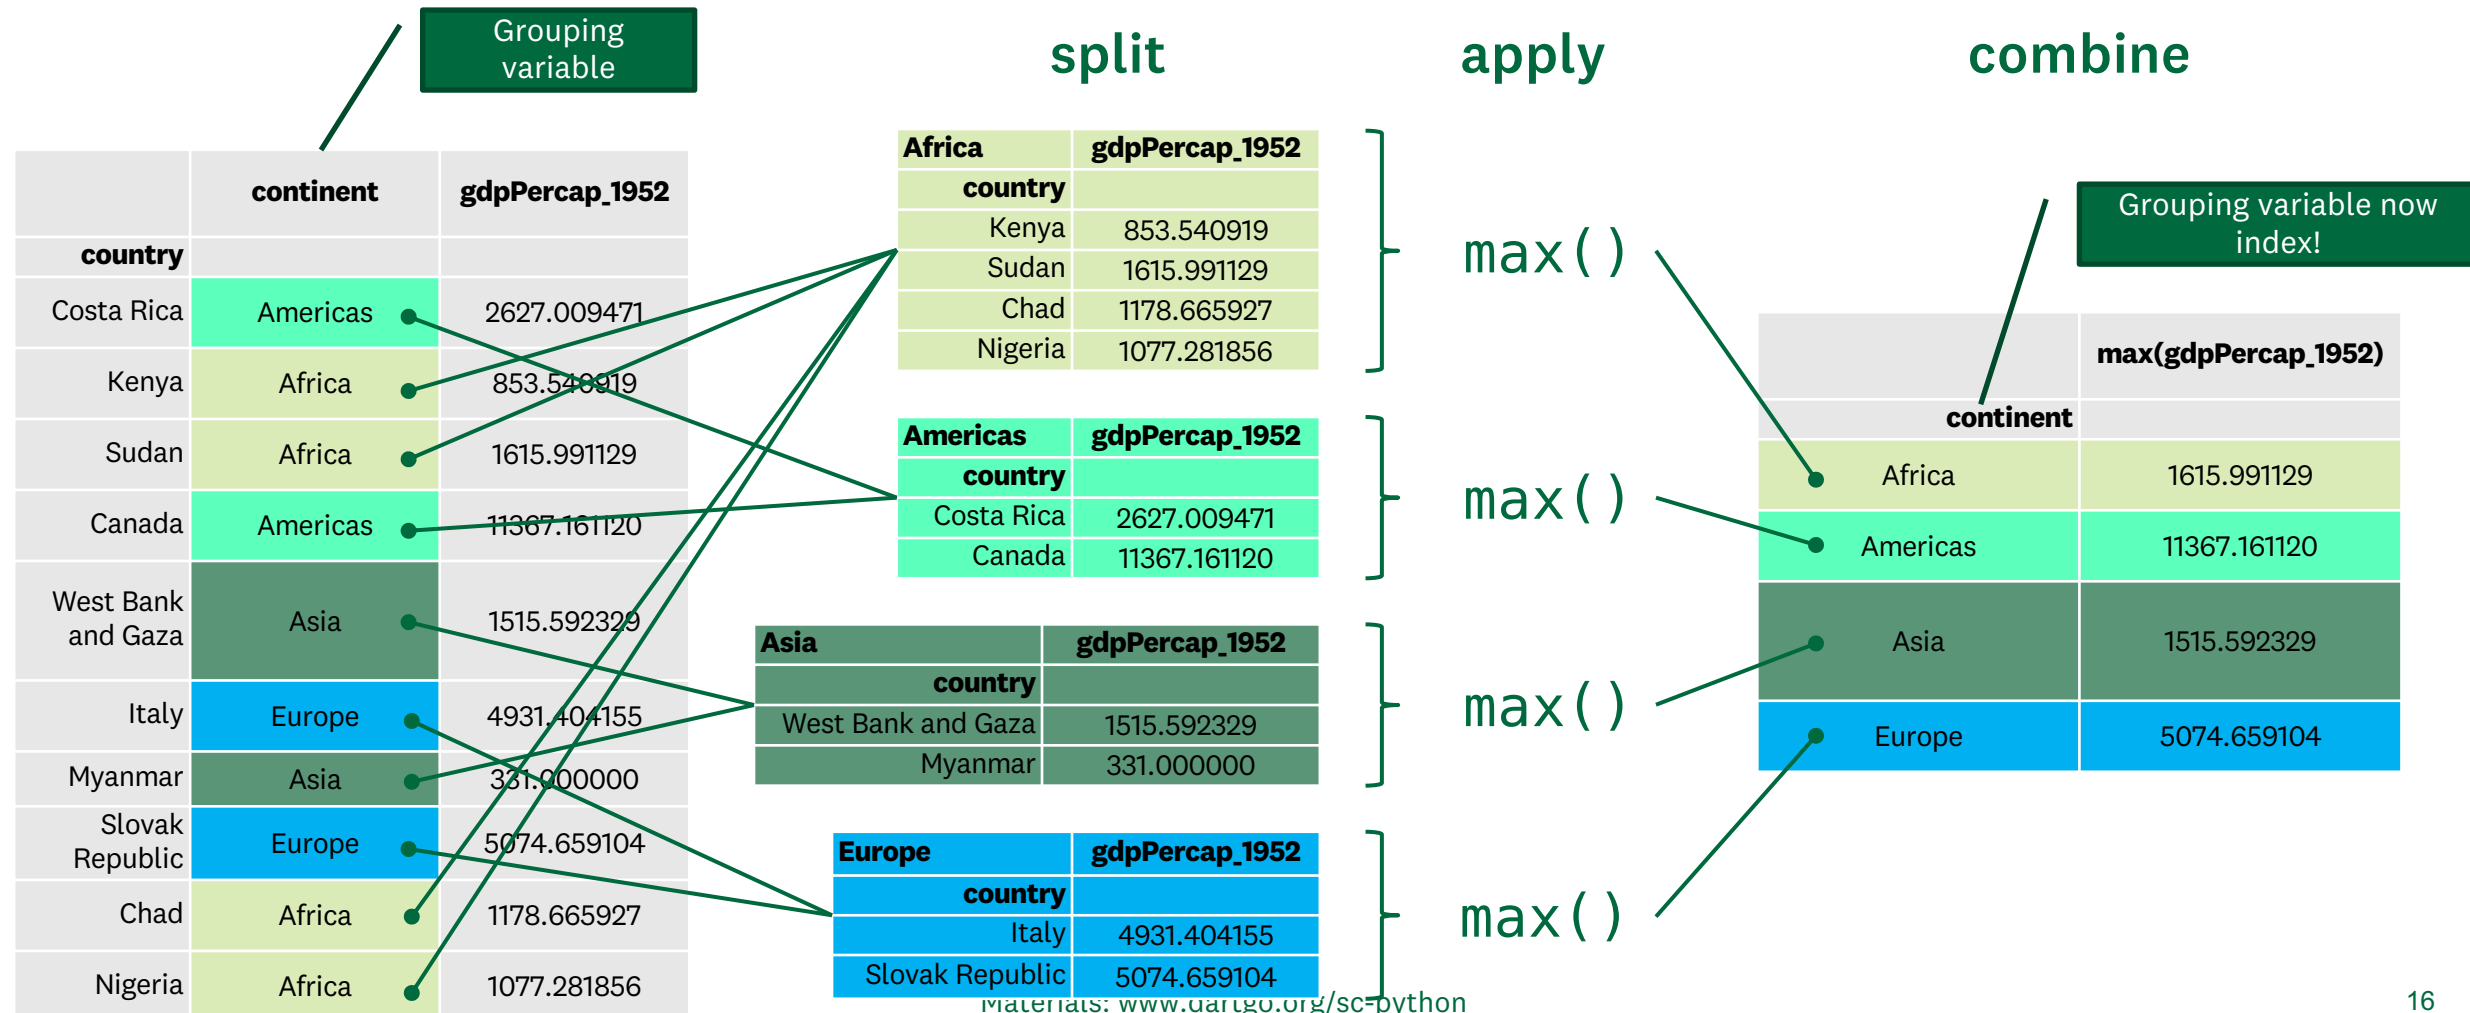 Grouping
variable
split
apply
combine
continent gdpPercap_1952
country
Costa Rica Americas 2627.009471
Kenya Africa 853.540919
Sudan Africa 1615.991129
Canada Americas 11367.161120
West Bank
and Gaza Asia 1515.592329
Italy Europe 4931.404155
Myanmar Asia 331.000000
Slovak
Republic Europe 5074.659104
Chad Africa 1178.665927
Nigeria Africa 1077.281856
Africa gdpPercap_1952
country
Kenya 853.540919
Sudan 1615.991129
Chad 1178.665927
Nigeria 1077.281856
Americas gdpPercap_1952
country
Costa Rica 2627.009471
Canada 11367.161120
Asia gdpPercap_1952
country
West Bank and Gaza 1515.592329
Myanmar 331.000000
Europe gdpPercap_1952
country
Italy 4931.404155
Slovak Republic 5074.659104
max()
max()
max()
max()
Grouping variable now
index!
max(gdpPercap_1952)
continent
Africa 1615.991129
Americas 11367.161120
Asia 1515.592329
Europe 5074.659104
Materials: www.dartgo.org/sc-python
16